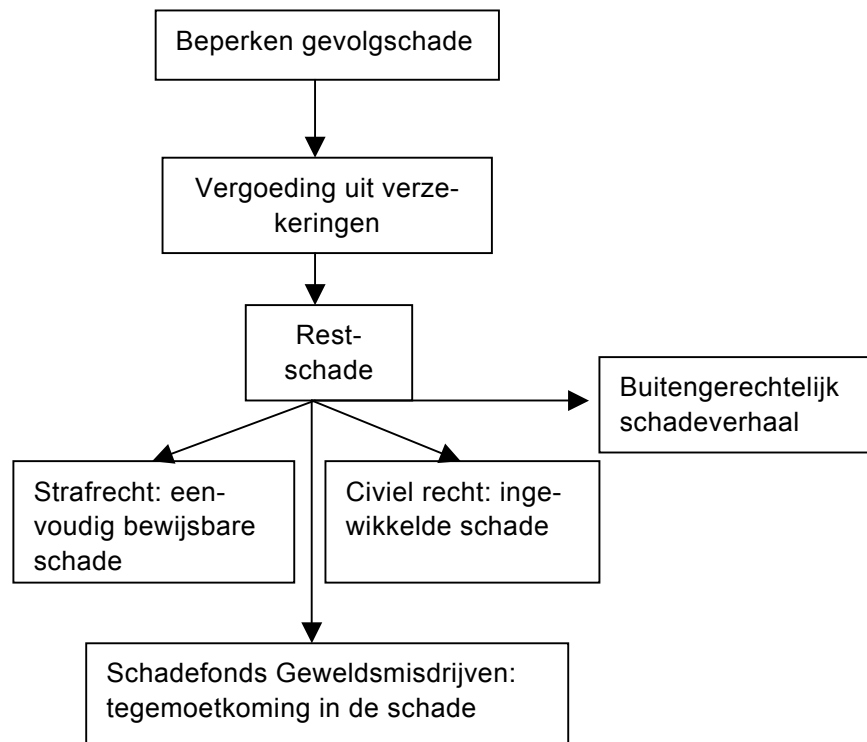 Beperken gevolgschade
Vergoeding uit verze-
keringen
Rest-
schade
Buitengerechtelijk
schadeverhaal
Strafrecht: een-
voudig bewijsbare
schade
Civiel recht: inge-
wikkelde schade
Schadefonds Geweldsmisdrijven:
tegemoetkoming in de schade